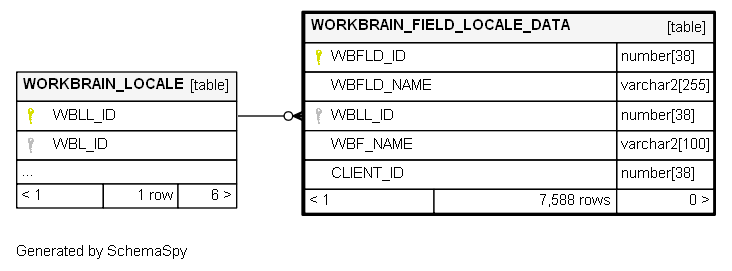 WORKBRAIN_FIELD_LOCALE_DATA [table]
WBFLD_ID number[38]
WBFLD_NAME varchar2[255]
WBLL_ID number[38]
WBF_NAME varchar2[100]
CLIENT_ID number[38]
< 1 7,588 rows 0 >
WORKBRAIN_LOCALE [table]
WBLL_ID
WBL_ID
...
< 1 1 row 6 >
Generated by SchemaSpy